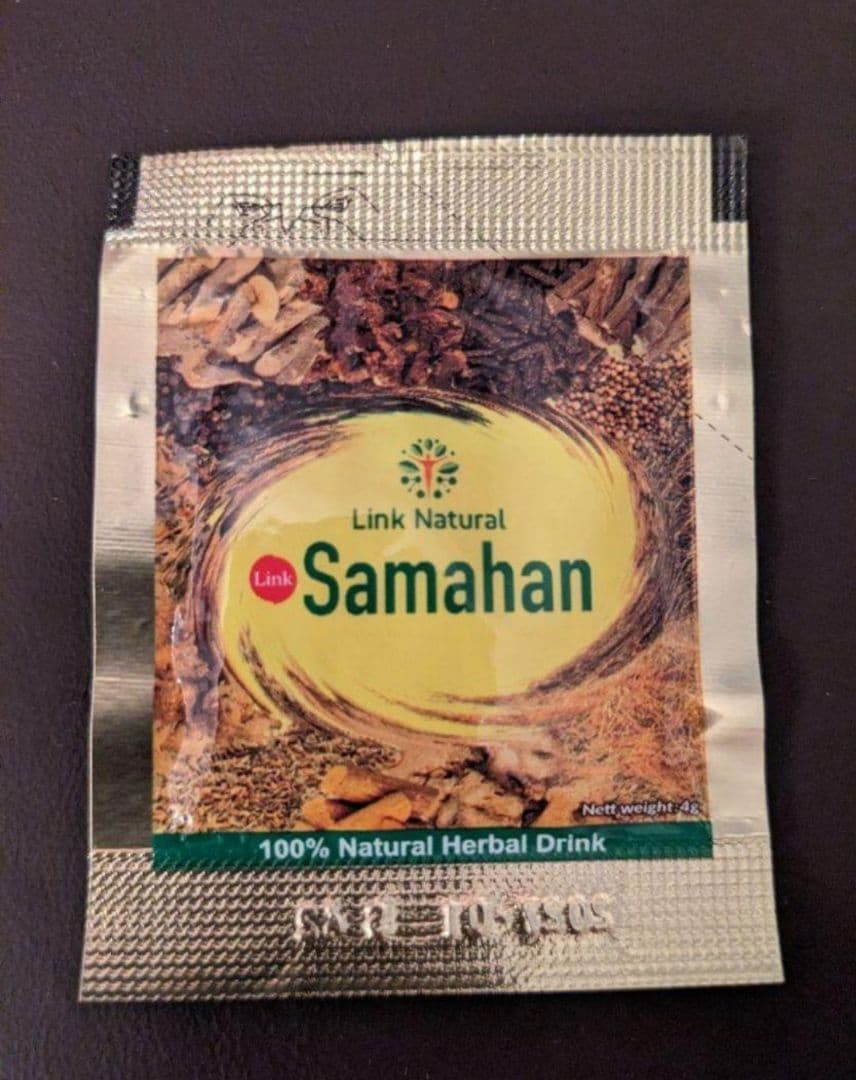 Link Natural
Link Samahan
Nett weight: 4g
100% Natural Herbal Drink